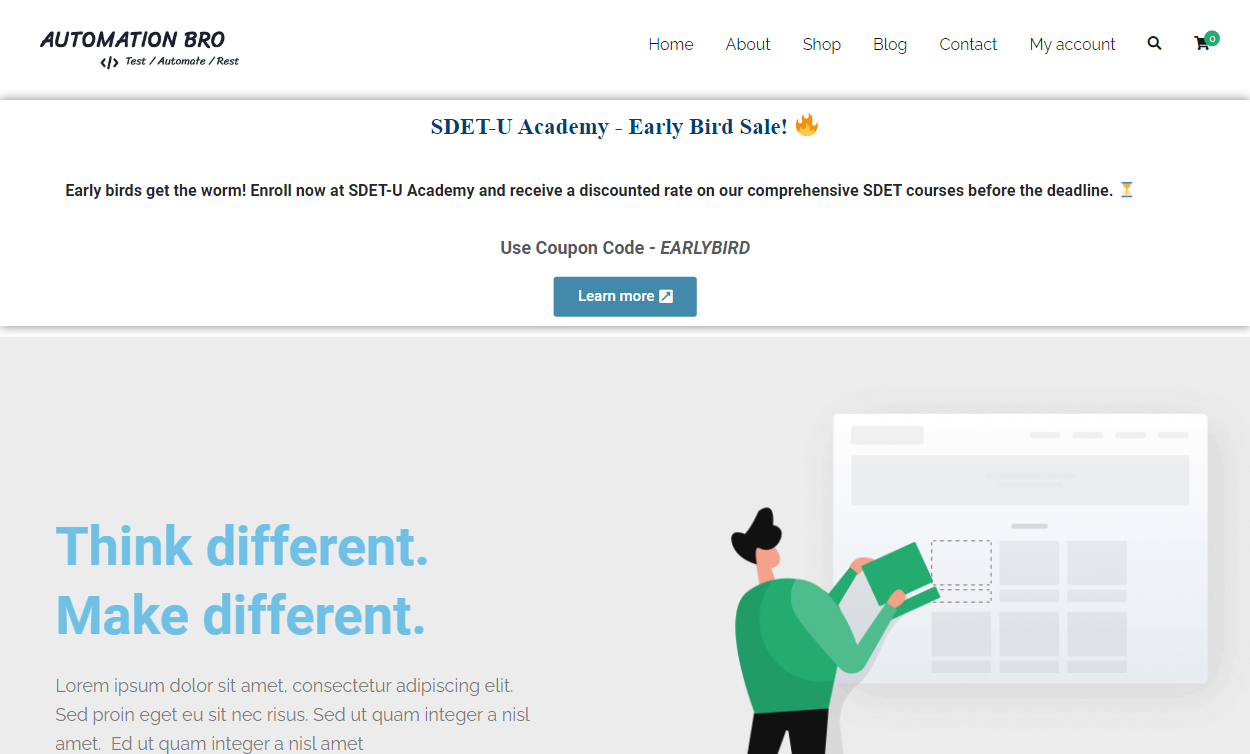 AUTOMATION BRO
</> Test / Automate / Rest
Home About Shop Blog Contact My account 0
SDET-U Academy - Early Bird Sale! 🔥
Early birds get the worm! Enroll now at SDET-U Academy and receive a discounted rate on our comprehensive SDET courses before the deadline. ⏳
Use Coupon Code - EARLYBIRD
Learn more ↗
Think different.
Make different.
Lorem ipsum dolor sit amet, consectetur adipiscing elit.
Sed proin eget eu sit nec risus. Sed ut quam integer a nisl
amet.  Ed ut quam integer a nisl amet